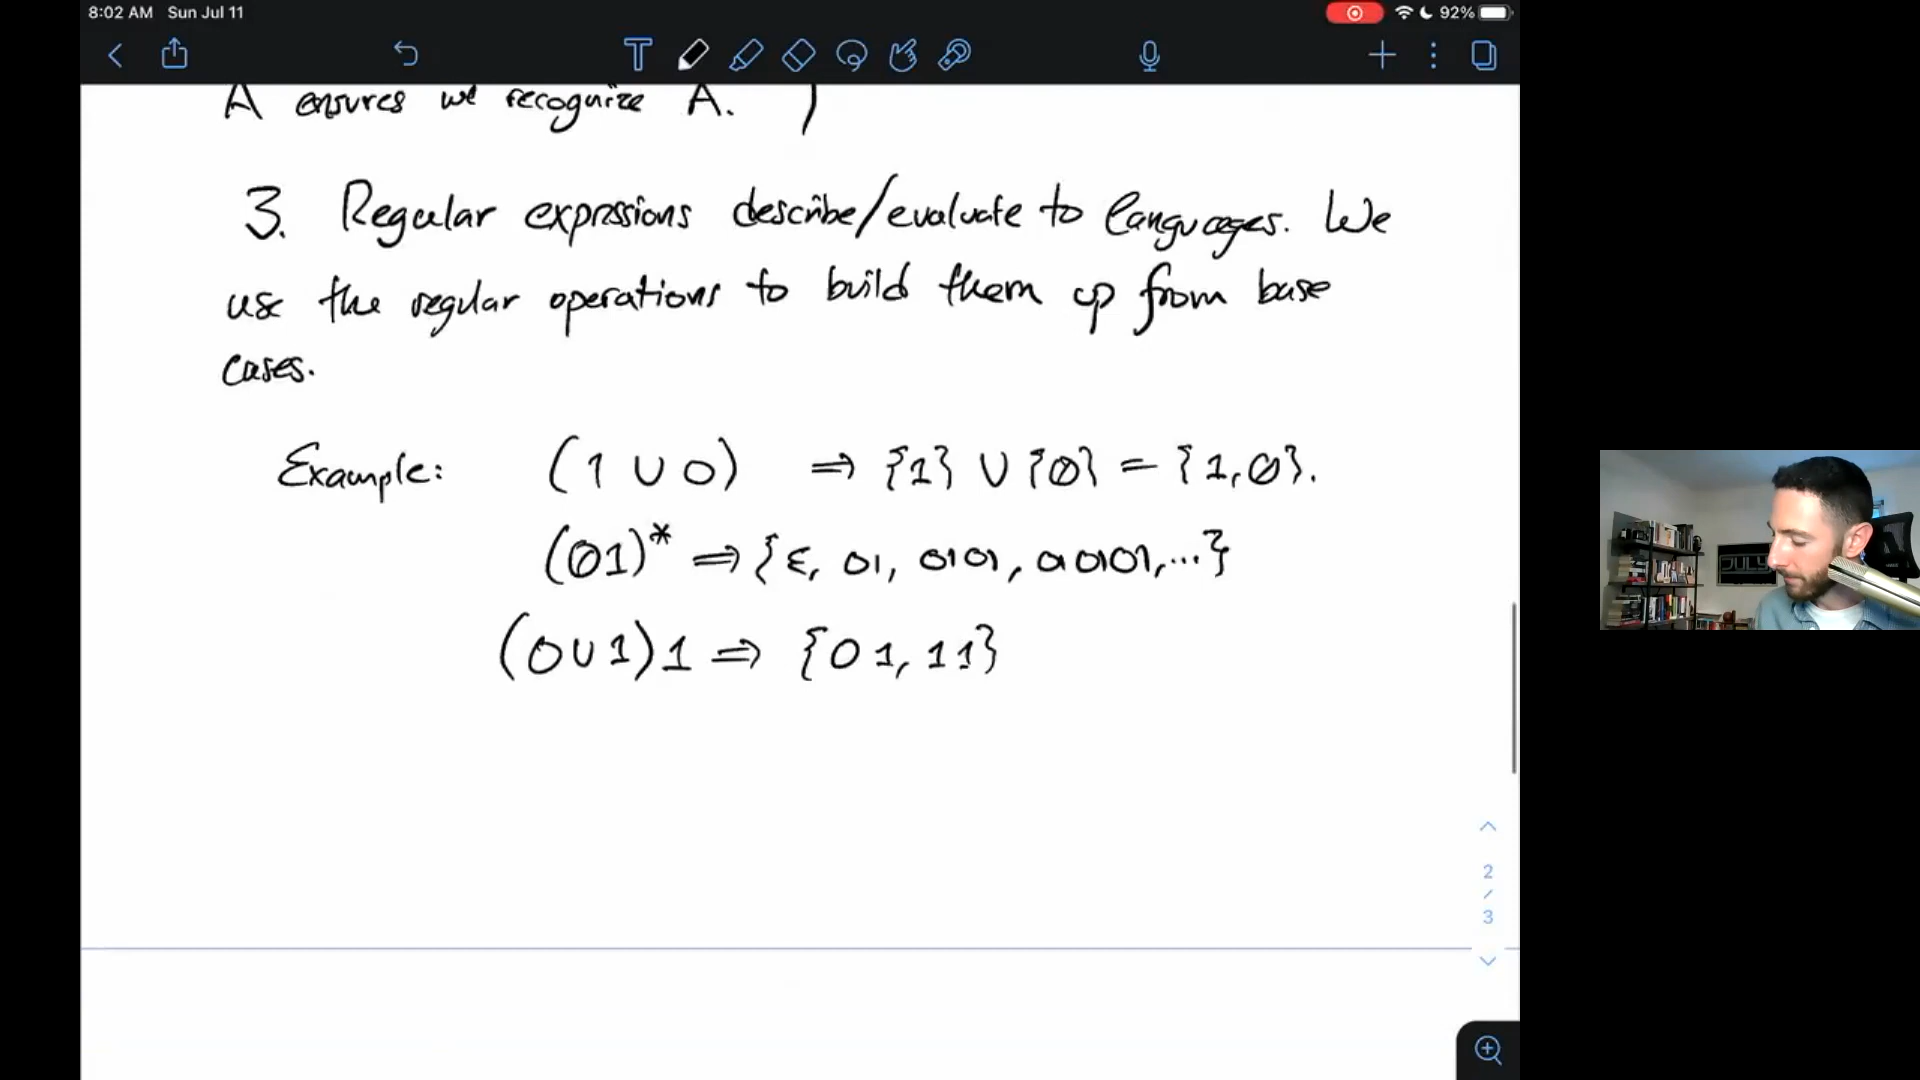 8:02 AM Sun Jul 11
92%
A ensures we recognize A. )
3. Regular expressions describe/evaluate to languages. We
use the regular operations to build them up from base
cases.
Example: (1 ∪ 0) ⇒ {1} ∪ {0} = {1,0}.
(01)* ⇒ {ε, 01, 0101, 010101,...}
(0∪1)1 ⇒ {01, 11}
2
/
3
JULY